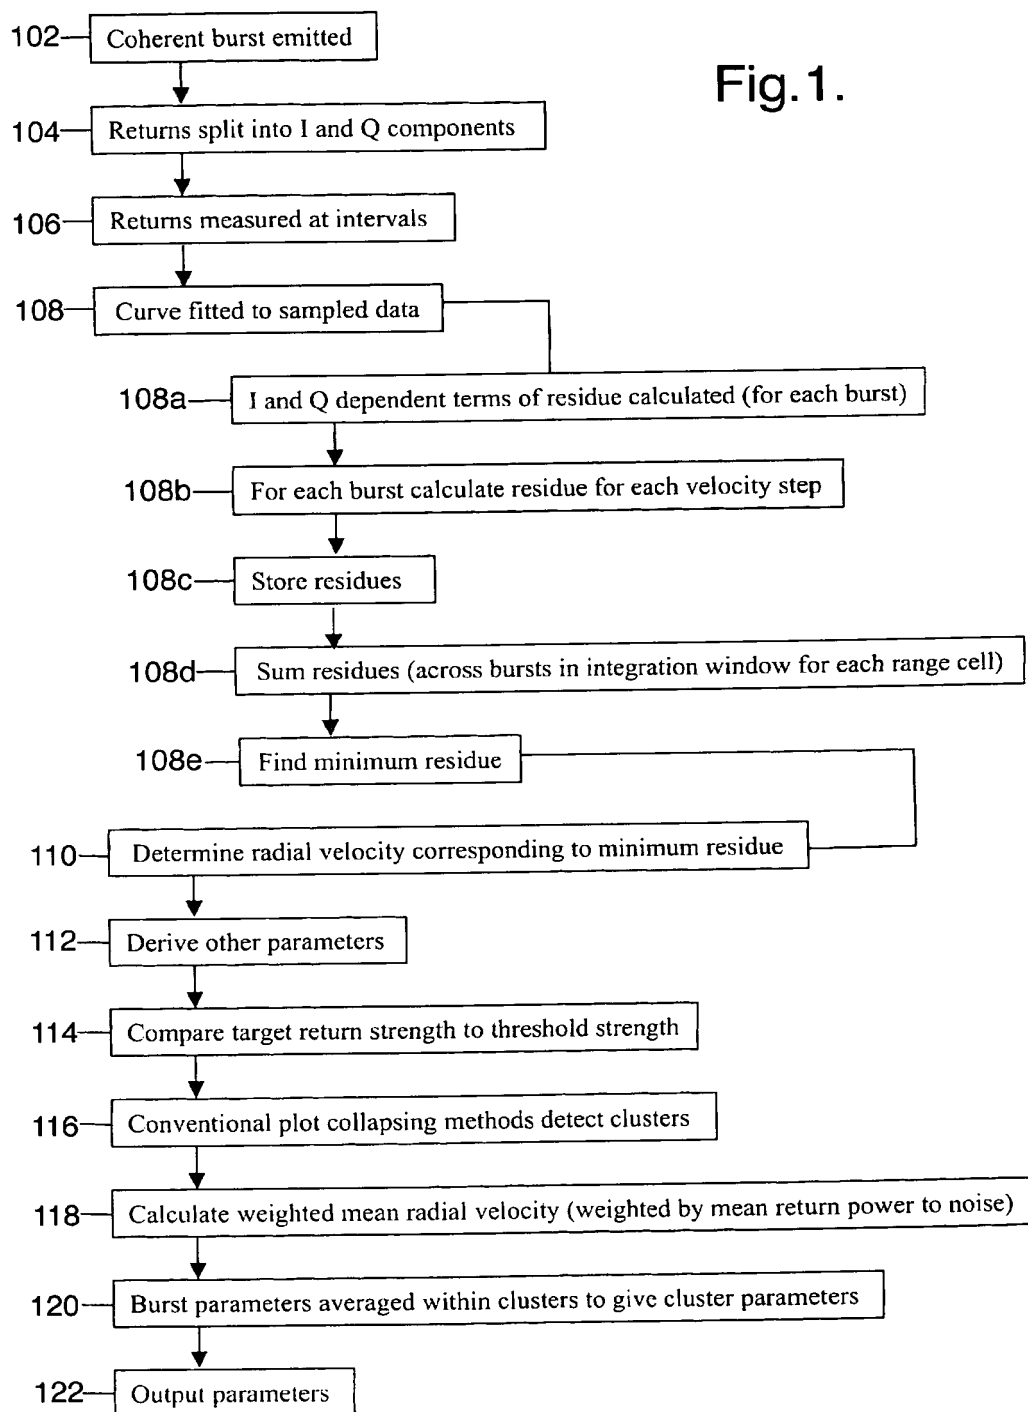 Fig.1.
102 Coherent burst emitted
104 Returns split into I and Q components
106 Returns measured at intervals
108 Curve fitted to sampled data
108a I and Q dependent terms of residue calculated (for each burst)
108b For each burst calculate residue for each velocity step
108c Store residues
108d Sum residues (across bursts in integration window for each range cell)
108e Find minimum residue
110 Determine radial velocity corresponding to minimum residue
112 Derive other parameters
114 Compare target return strength to threshold strength
116 Conventional plot collapsing methods detect clusters
118 Calculate weighted mean radial velocity (weighted by mean return power to noise)
120 Burst parameters averaged within clusters to give cluster parameters
122 Output parameters